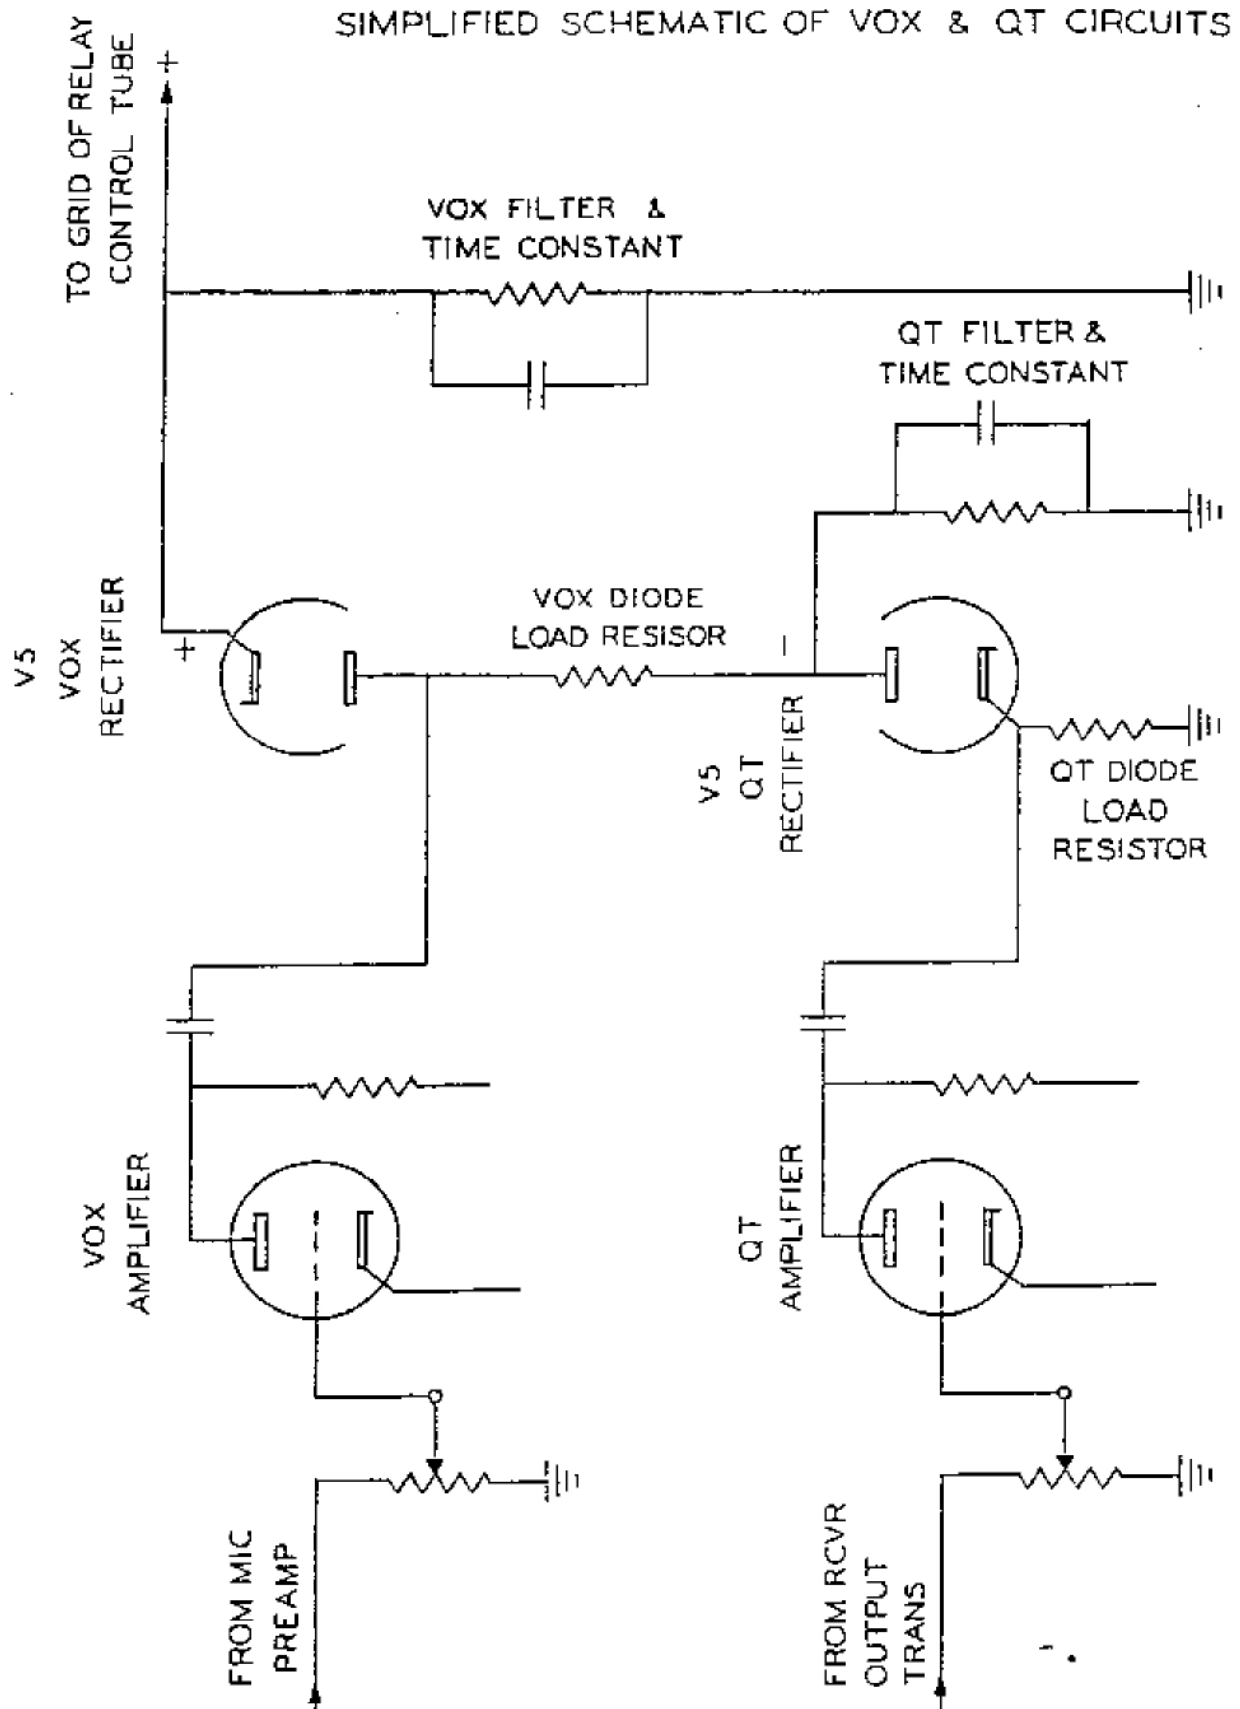 SIMPLIFIED SCHEMATIC OF VOX & QT CIRCUITS
TO GRID OF RELAY
CONTROL TUBE
+
VOX FILTER &
TIME CONSTANT
QT FILTER &
TIME CONSTANT
V5
VOX
RECTIFIER
+
VOX DIODE
LOAD RESISOR
−
V5
QT
RECTIFIER
QT DIODE
LOAD
RESISTOR
VOX
AMPLIFIER
QT
AMPLIFIER
FROM MIC
PREAMP
FROM RCVR
OUTPUT
TRANS